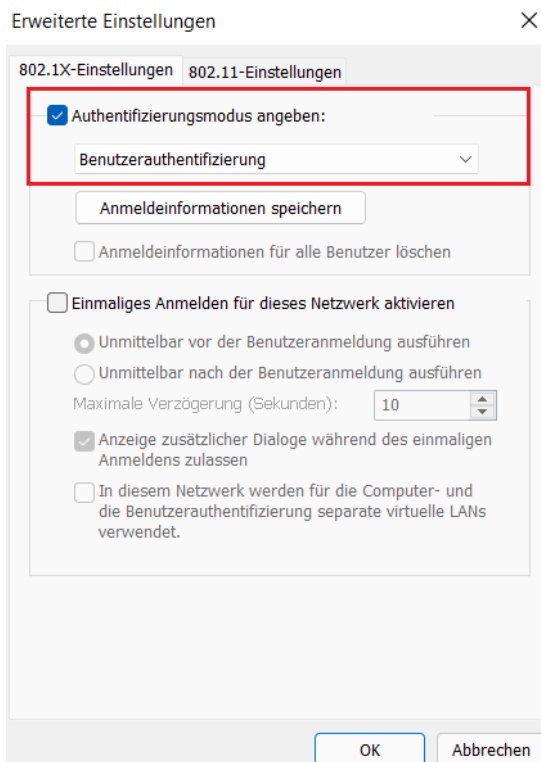 Erweiterte Einstellungen
802.1X-Einstellungen
802.11-Einstellungen
Authentifizierungsmodus angeben:
Benutzerauthentifizierung
Anmeldeinformationen speichern
Anmeldeinformationen für alle Benutzer löschen
Einmaliges Anmelden für dieses Netzwerk aktivieren
Unmittelbar vor der Benutzeranmeldung ausführen
Unmittelbar nach der Benutzeranmeldung ausführen
Maximale Verzögerung (Sekunden): 10
Anzeige zusätzlicher Dialoge während des einmaligen
Anmeldens zulassen
In diesem Netzwerk werden für die Computer- und
die Benutzerauthentifizierung separate virtuelle LANs
verwendet.
OK
Abbrechen